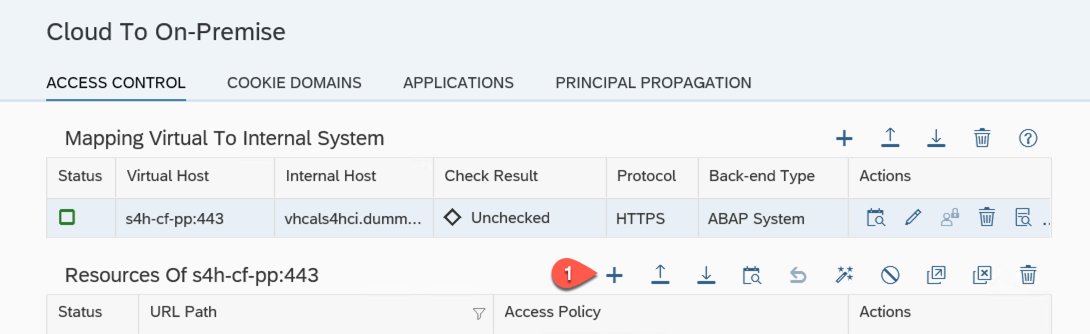 Cloud To On-Premise
ACCESS CONTROL COOKIE DOMAINS APPLICATIONS PRINCIPAL PROPAGATION
Mapping Virtual To Internal System
Status Virtual Host Internal Host Check Result Protocol Back-end Type Actions
s4h-cf-pp:443 vhcals4hci.dumm... Unchecked HTTPS ABAP System ..
Resources Of s4h-cf-pp:443 1
Status URL Path Access Policy Actions